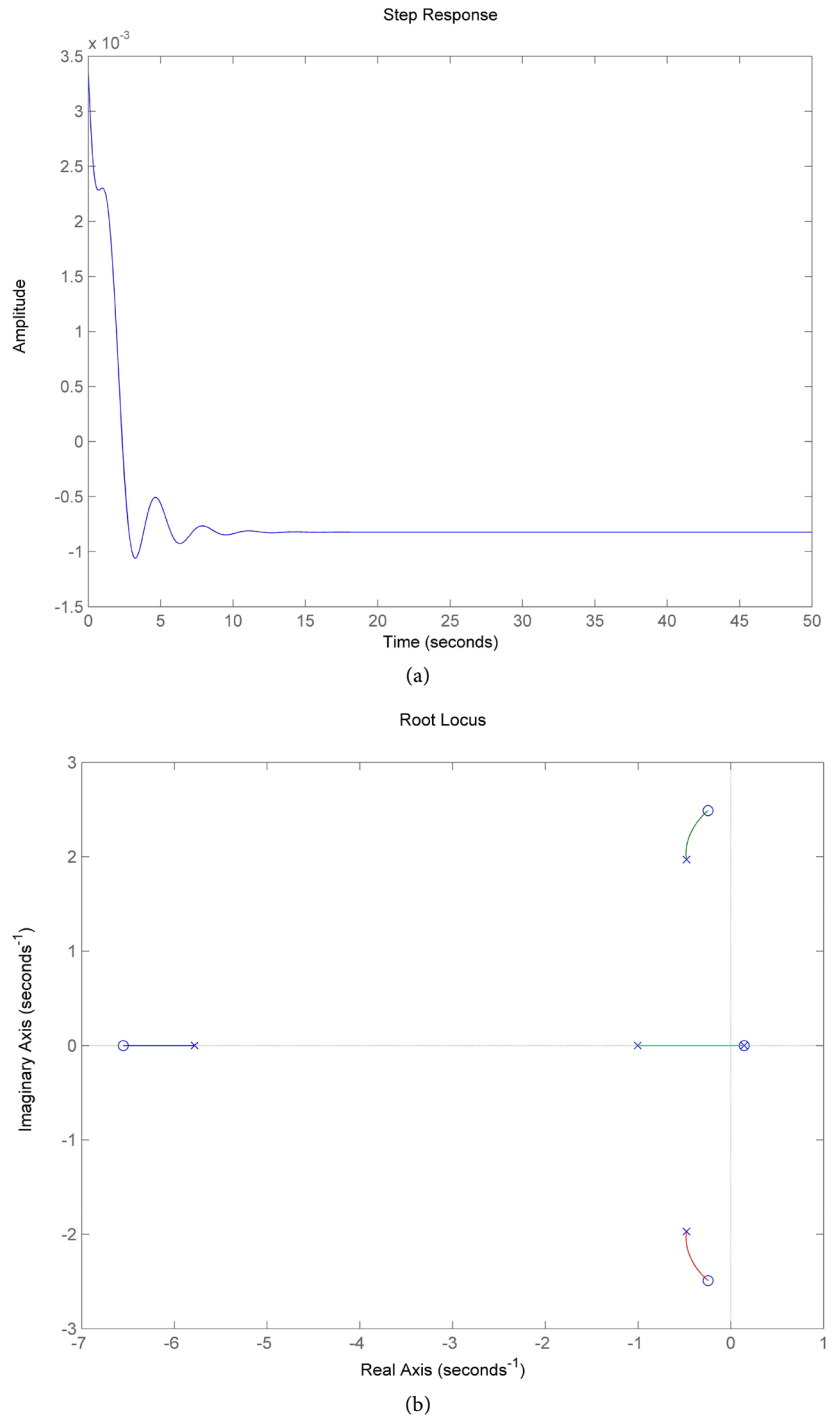 Step Response
x 10-3
3.5
3
2.5
2
1.5
1
0.5
0
-0.5
-1
-1.5
Amplitude
0 5 10 15 20 25 30 35 40 45 50
Time (seconds)
(a)
Root Locus
3
2
1
0
-1
-2
-3
Imaginary Axis (seconds-1)
-7 -6 -5 -4 -3 -2 -1 0 1
Real Axis (seconds-1)
(b)